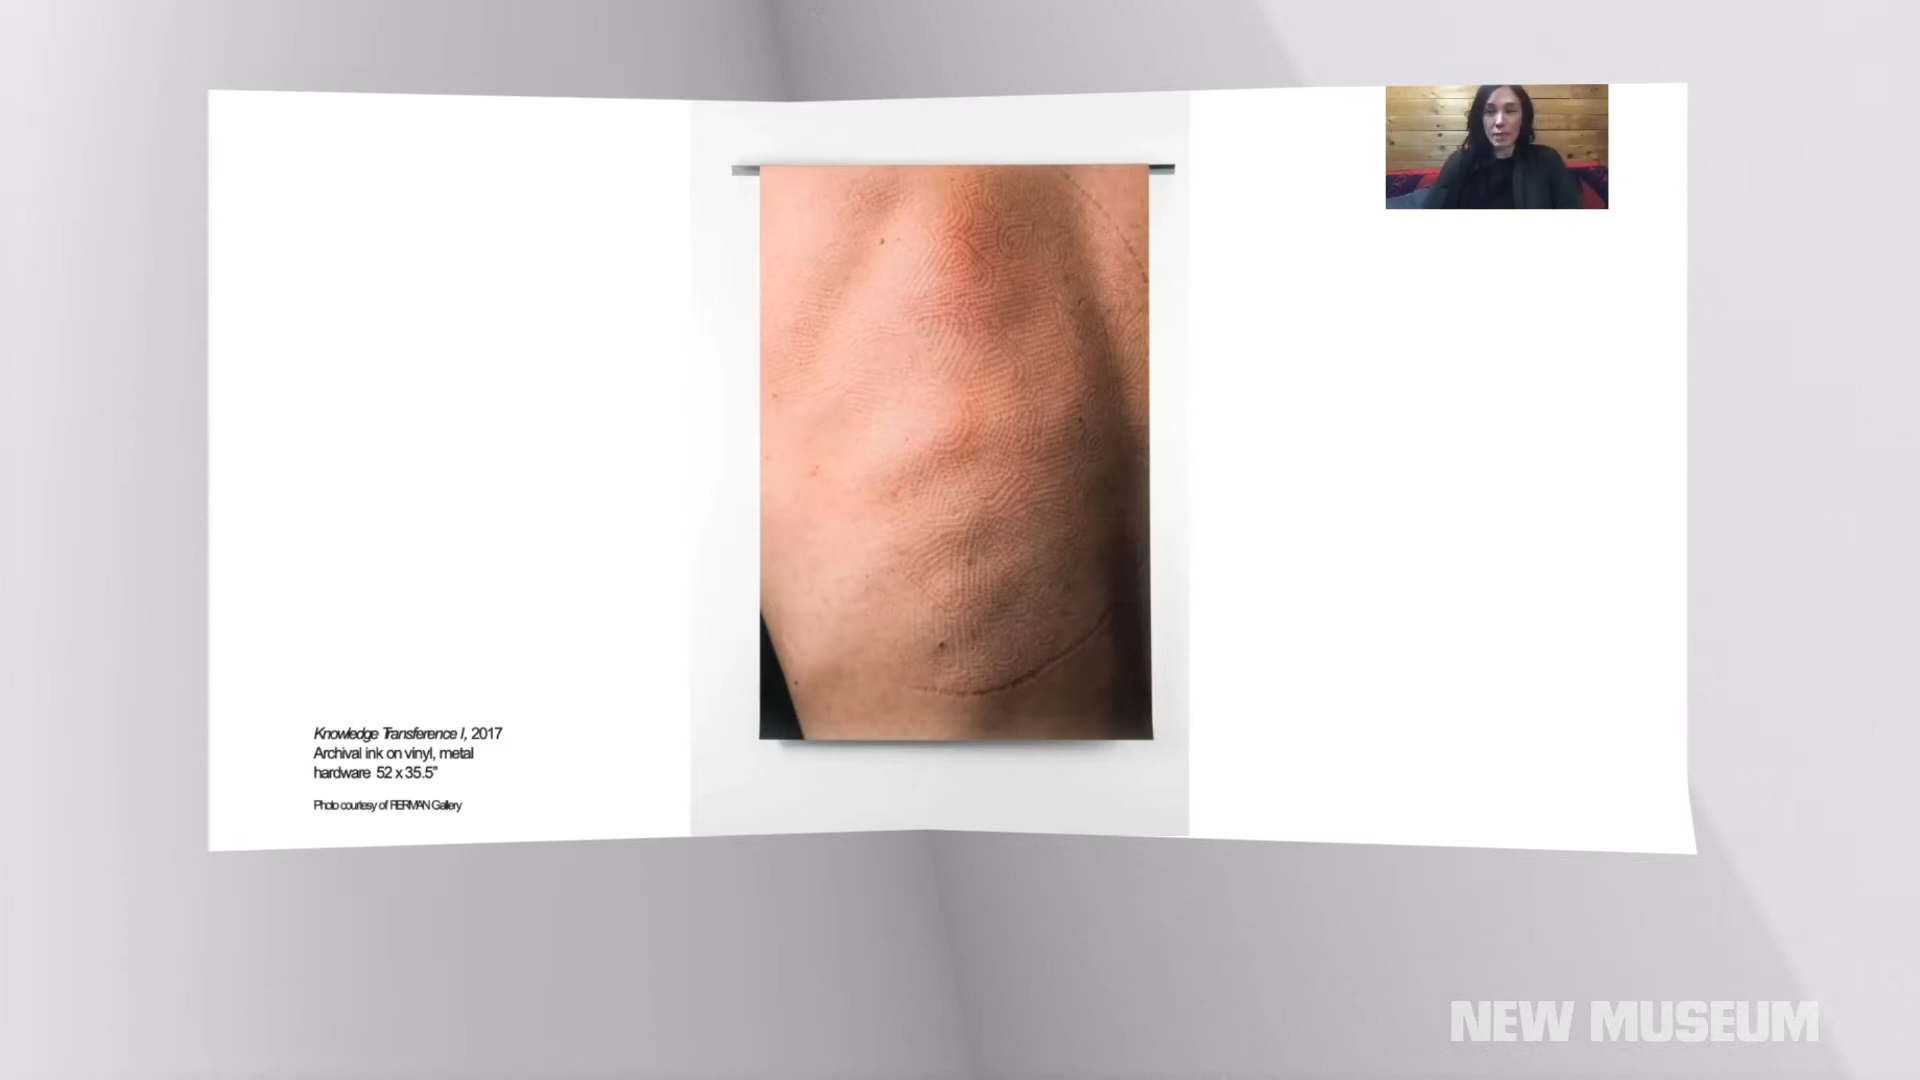 Knowledge Transference I, 2017
Archival ink on vinyl, metal
hardware 52 x 35.5"
Photo courtesy of FIERMAN Gallery
NEW MUSEUM